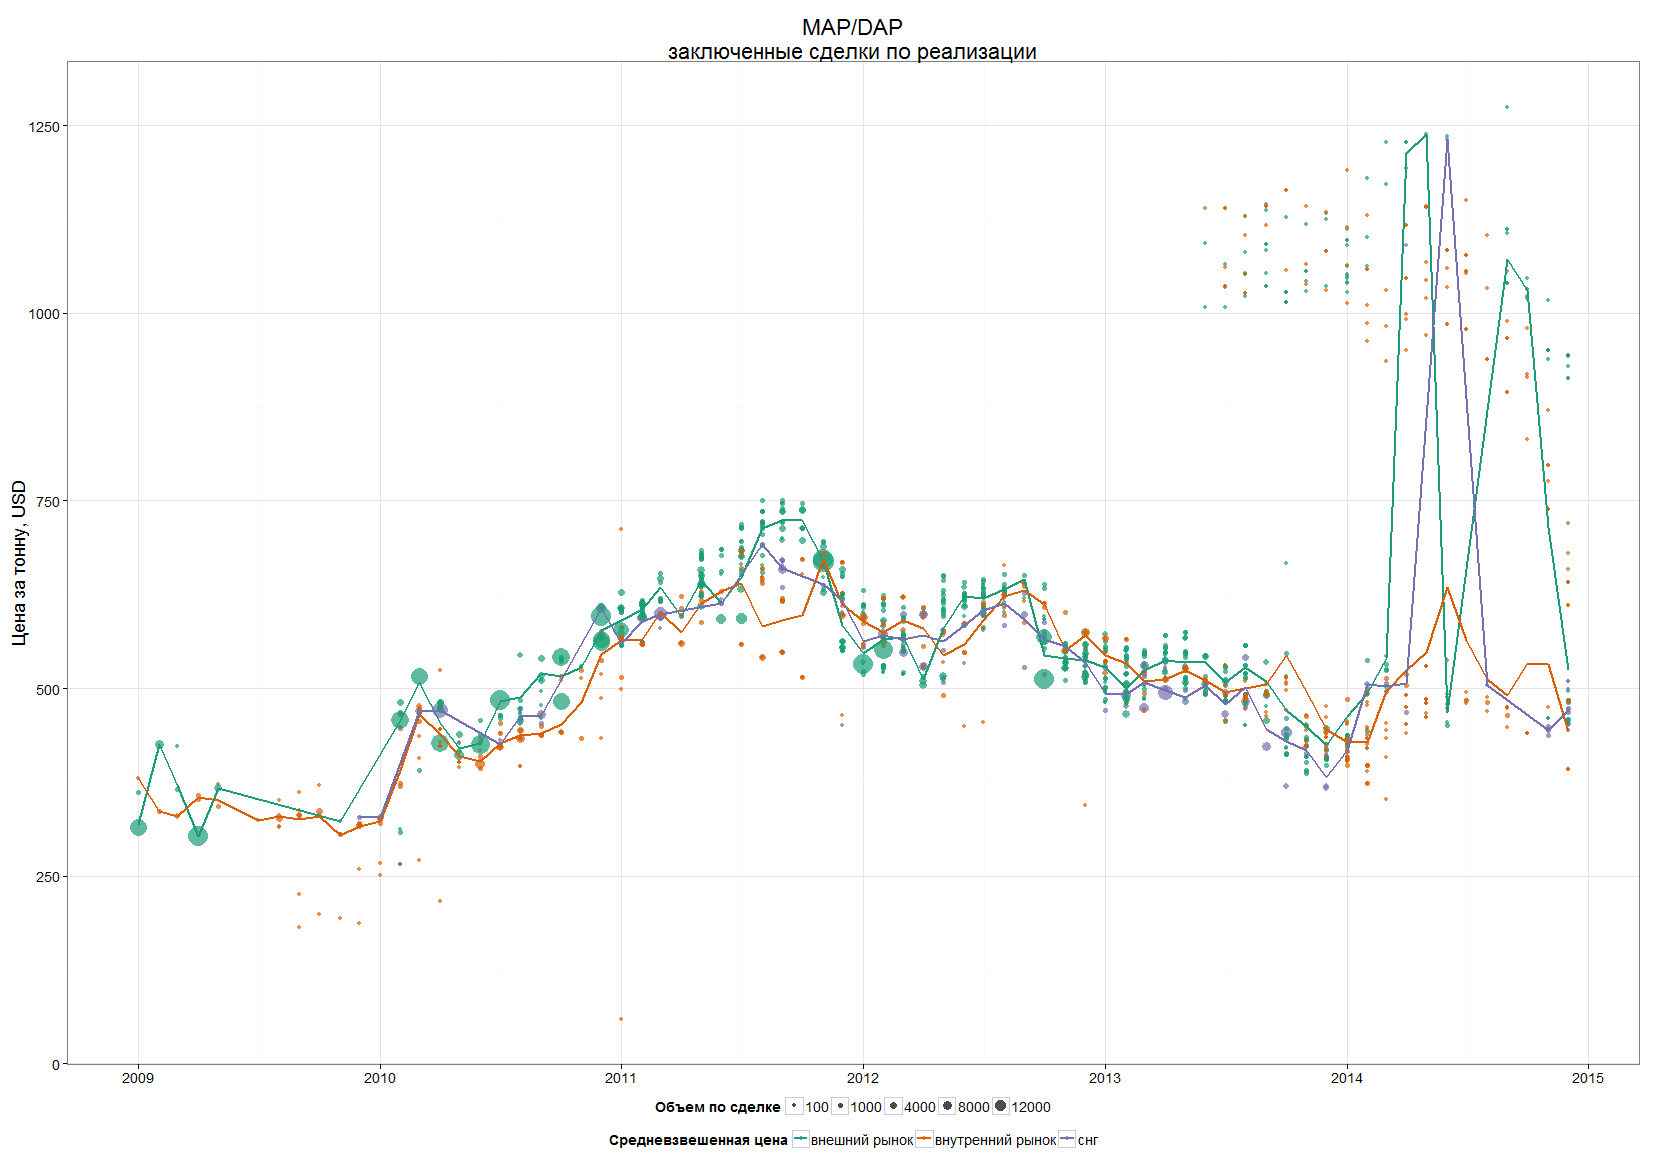 MAP/DAP
заключенные сделки по реализации
Цена за тонну, USD
1250
1000
750
500
250
0
2009 2010 2011 2012 2013 2014 2015
Объем по сделке 100 1000 4000 8000 12000
Средневзвешенная цена внешний рынок внутренний рынок снг